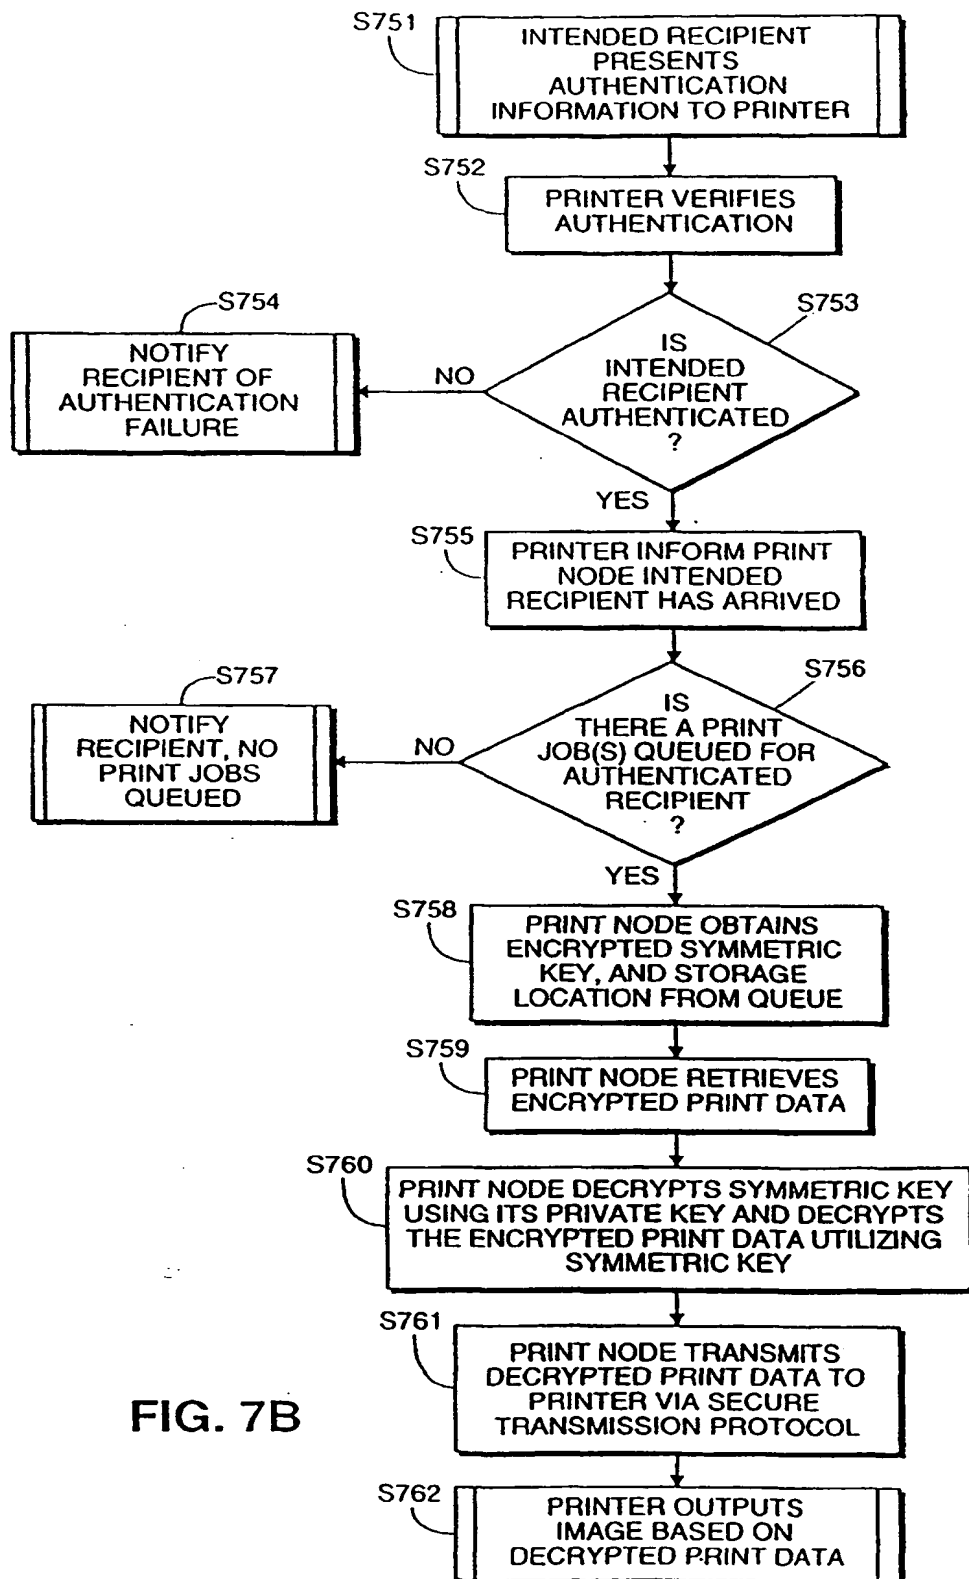 S751
INTENDED RECIPIENT
PRESENTS
AUTHENTICATION
INFORMATION TO PRINTER
S752
PRINTER VERIFIES
AUTHENTICATION
S754
NOTIFY
RECIPIENT OF
AUTHENTICATION
FAILURE
S753
IS
INTENDED
RECIPIENT
AUTHENTICATED
?
NO
YES
S755
PRINTER INFORM PRINT
NODE INTENDED
RECIPIENT HAS ARRIVED
S757
NOTIFY
RECIPIENT, NO
PRINT JOBS
QUEUED
S756
IS
THERE A PRINT
JOB(S) QUEUED FOR
AUTHENTICATED
RECIPIENT
?
NO
YES
S758
PRINT NODE OBTAINS
ENCRYPTED SYMMETRIC
KEY, AND STORAGE
LOCATION FROM QUEUE
S759
PRINT NODE RETRIEVES
ENCRYPTED PRINT DATA
S760
PRINT NODE DECRYPTS SYMMETRIC KEY
USING ITS PRIVATE KEY AND DECRYPTS
THE ENCRYPTED PRINT DATA UTILIZING
SYMMETRIC KEY
S761
PRINT NODE TRANSMITS
DECRYPTED PRINT DATA TO
PRINTER VIA SECURE
TRANSMISSION PROTOCOL
FIG. 7B
S762
PRINTER OUTPUTS
IMAGE BASED ON
DECRYPTED PRINT DATA